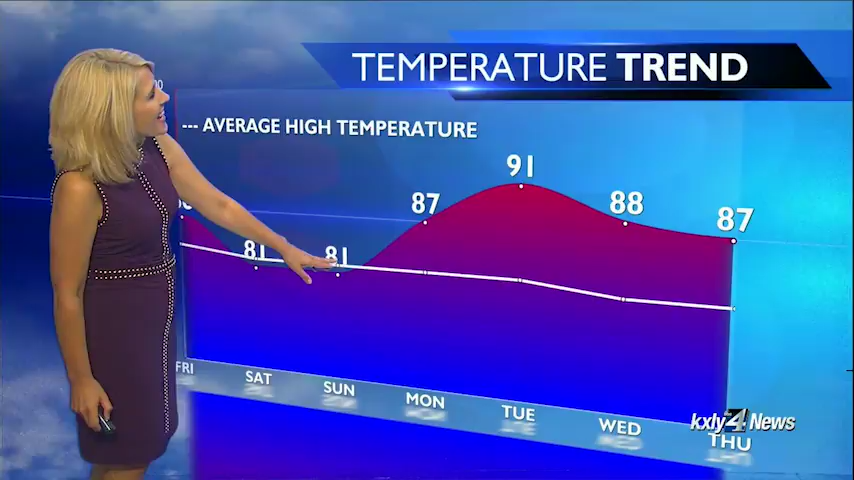 TEMPERATURE TREND
--- AVERAGE HIGH TEMPERATURE
91
87
88
87
81
81
FRI
SAT
SUN
MON
TUE
WED
THU
kxly4 News